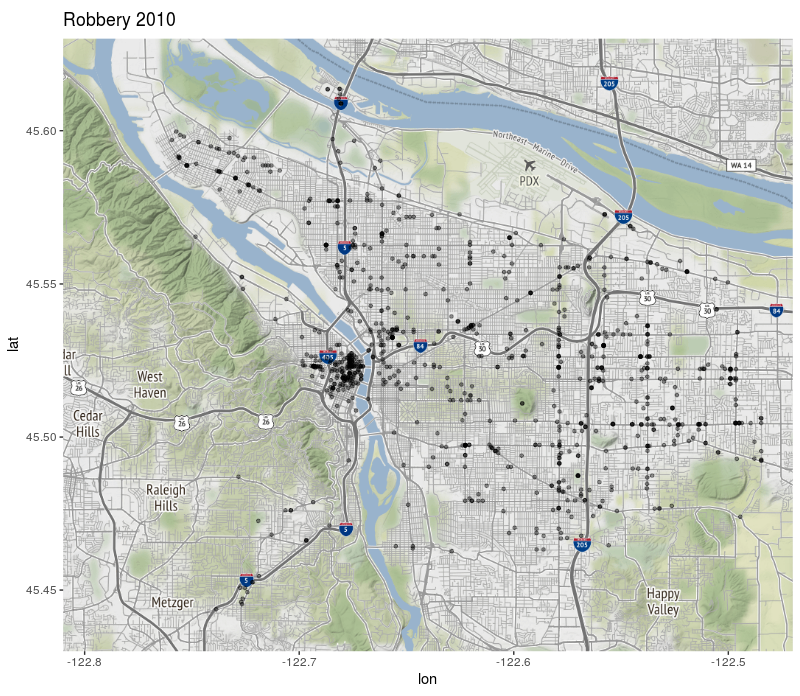 Robbery 2010
205
5
45.60
Northeast-Marine-Drive
WA 14
PDX
205
5
45.55
30
30
84
lat
405
84
30
26
West
Haven
Cedar
Hills
26
26
45.50
Raleigh
Hills
5
205
5
45.45
Metzger
Happy
Valley
-122.8
-122.7
-122.6
-122.5
lon